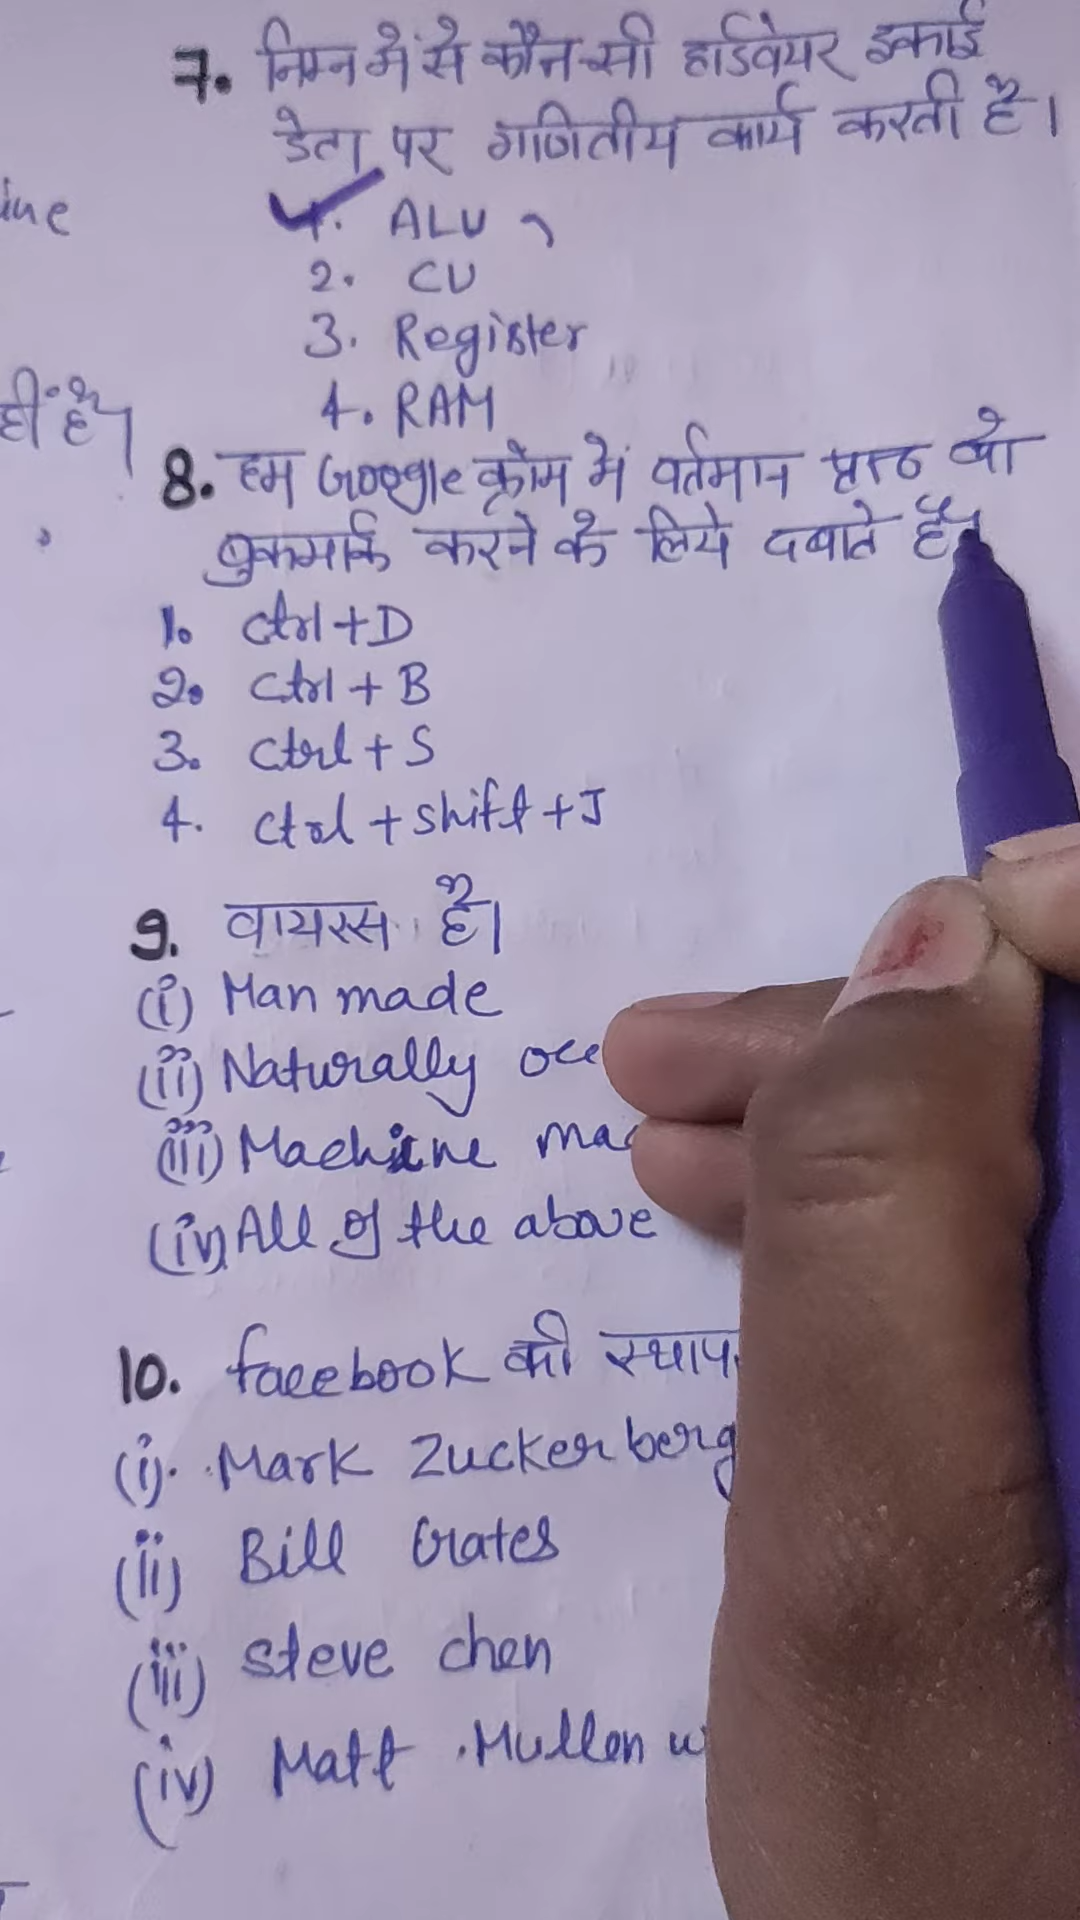 7. निम्न में से कौन सी हार्डवेयर इकाई
डेटा पर गणितीय कार्य करती है।
ine
1. ALU
2. CU
3. Register
हीं है।
4. RAM
8. हम Google क्रोम में वर्तमान पृष्ठ को
बुकमार्क करने के लिये दबाते हैं।
1. Ctrl+D
2. Ctrl+B
3. Ctrl+S
4. Ctrl+shift+J
9. वायरस है।
(i) Man made
(ii) Naturally
(iii) Machine
(iv) All of the above
10. facebook की
(i). Mark Zuckerberg
(ii) Bill Gates
(iii) steve chen
(iv) Matt Mullen